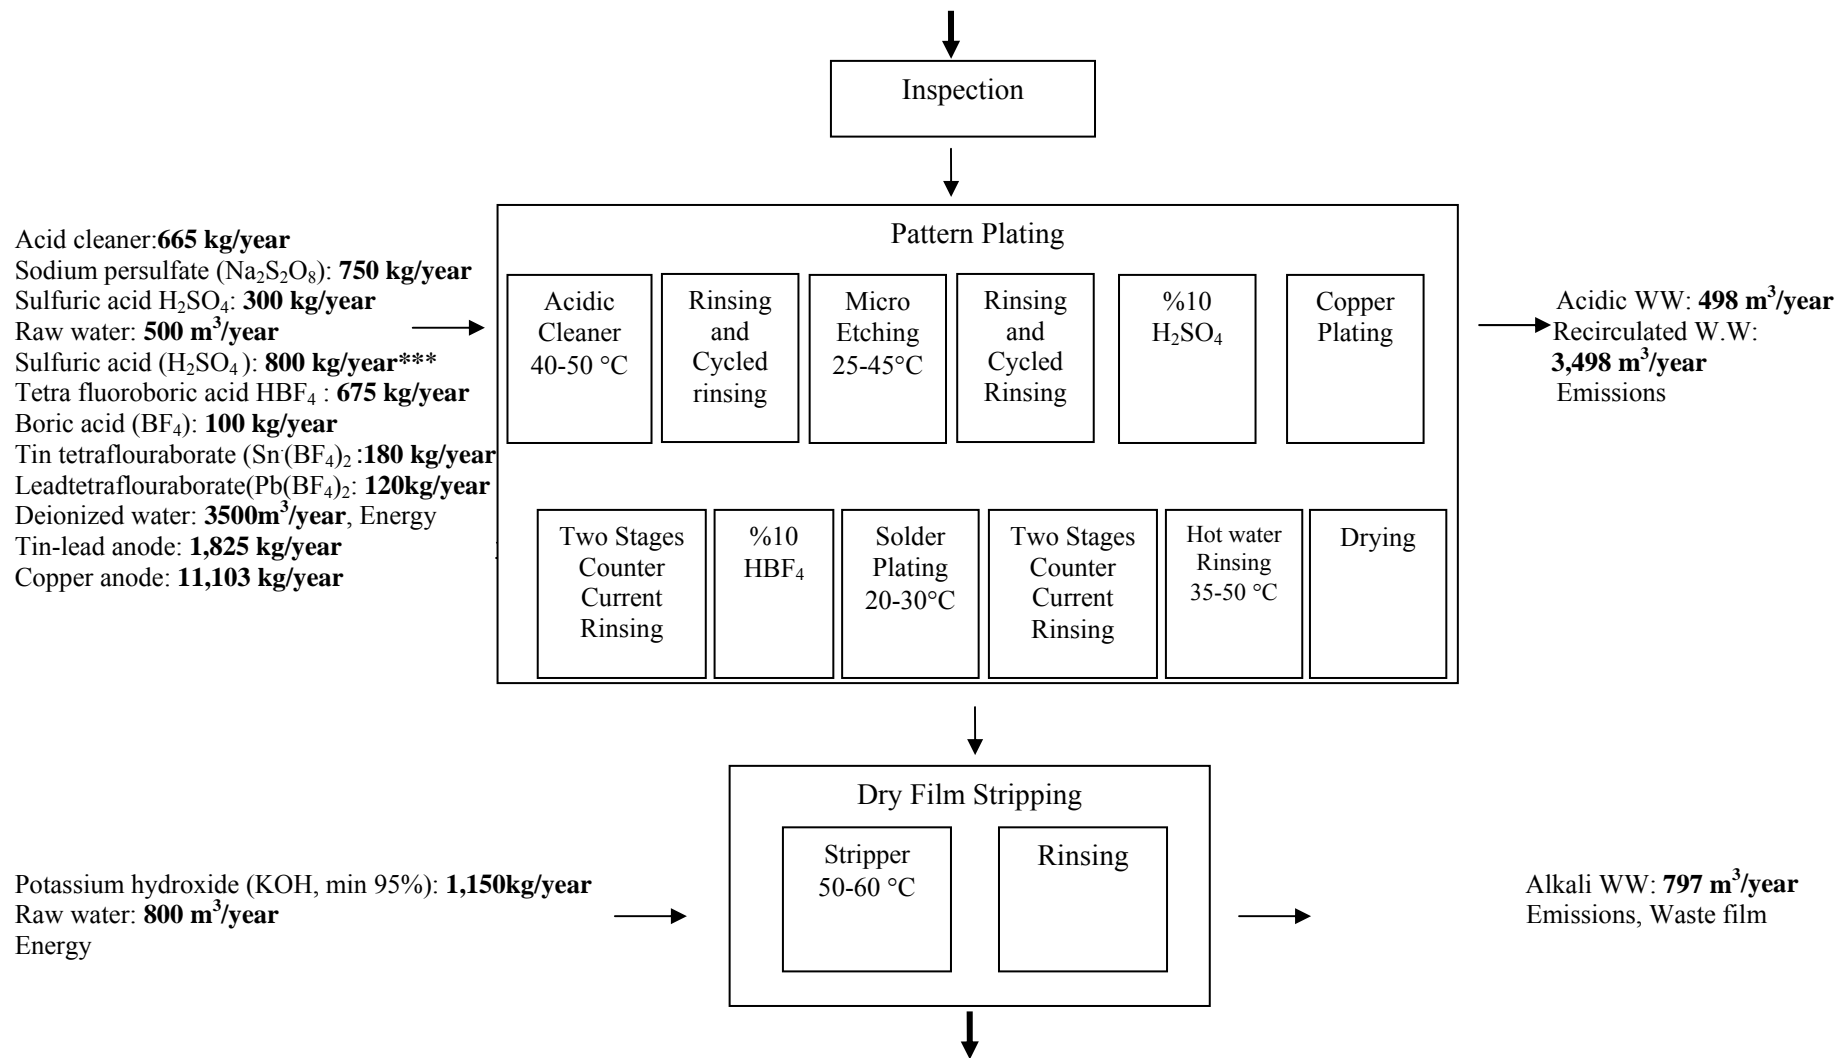 Inspection
Acid cleaner:665 kg/year
Sodium persulfate (Na₂S₂O₈): 750 kg/year
Sulfuric acid H₂SO₄: 300 kg/year
Raw water: 500 m³/year
Sulfuric acid (H₂SO₄ ): 800 kg/year***
Tetra fluoroboric acid HBF₄ : 675 kg/year
Boric acid (BF₄): 100 kg/year
Tin tetraflouraborate (Sn·(BF₄)₂ :180 kg/year
Leadtetraflouraborate(Pb(BF₄)₂: 120kg/year
Deionized water: 3500m³/year, Energy
Tin-lead anode: 1,825 kg/year
Copper anode: 11,103 kg/year
Pattern Plating
Acidic
Cleaner
40-50 °C
Rinsing
and
Cycled
rinsing
Micro
Etching
25-45°C
Rinsing
and
Cycled
Rinsing
%10
H₂SO₄
Copper
Plating
Two Stages
Counter
Current
Rinsing
%10
HBF₄
Solder
Plating
20-30°C
Two Stages
Counter
Current
Rinsing
Hot water
Rinsing
35-50 °C
Drying
Acidic WW: 498 m³/year
Recirculated W.W:
3,498 m³/year
Emissions
Potassium hydroxide (KOH, min 95%): 1,150kg/year
Raw water: 800 m³/year
Energy
Dry Film Stripping
Stripper
50-60 °C
Rinsing
Alkali WW: 797 m³/year
Emissions, Waste film